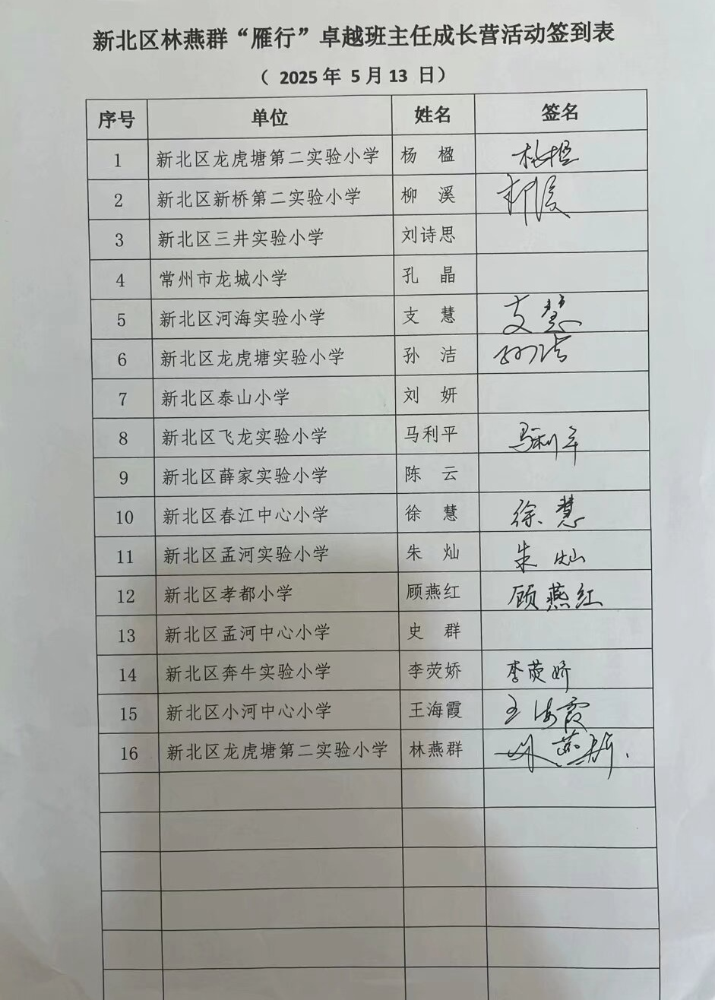 新北区林燕群“雁行”卓越班主任成长营活动签到表
（ 2025 年 5 月 13 日）
序号 单位 姓名 签名
1 新北区龙虎塘第二实验小学 杨 楹 杨楹
2 新北区新桥第二实验小学 柳 溪 柳溪
3 新北区三井实验小学 刘诗思
4 常州市龙城小学 孔 晶
5 新北区河海实验小学 支 慧 支慧
6 新北区龙虎塘实验小学 孙 洁 孙洁
7 新北区泰山小学 刘 妍
8 新北区飞龙实验小学 马利平 马利平
9 新北区薛家实验小学 陈 云
10 新北区春江中心小学 徐 慧 徐慧
11 新北区孟河实验小学 朱 灿 朱灿
12 新北区孝都小学 顾燕红 顾燕红
13 新北区孟河中心小学 史 群
14 新北区奔牛实验小学 李荧娇 李荧娇
15 新北区小河中心小学 王海霞 王海霞
16 新北区龙虎塘第二实验小学 林燕群 林燕群